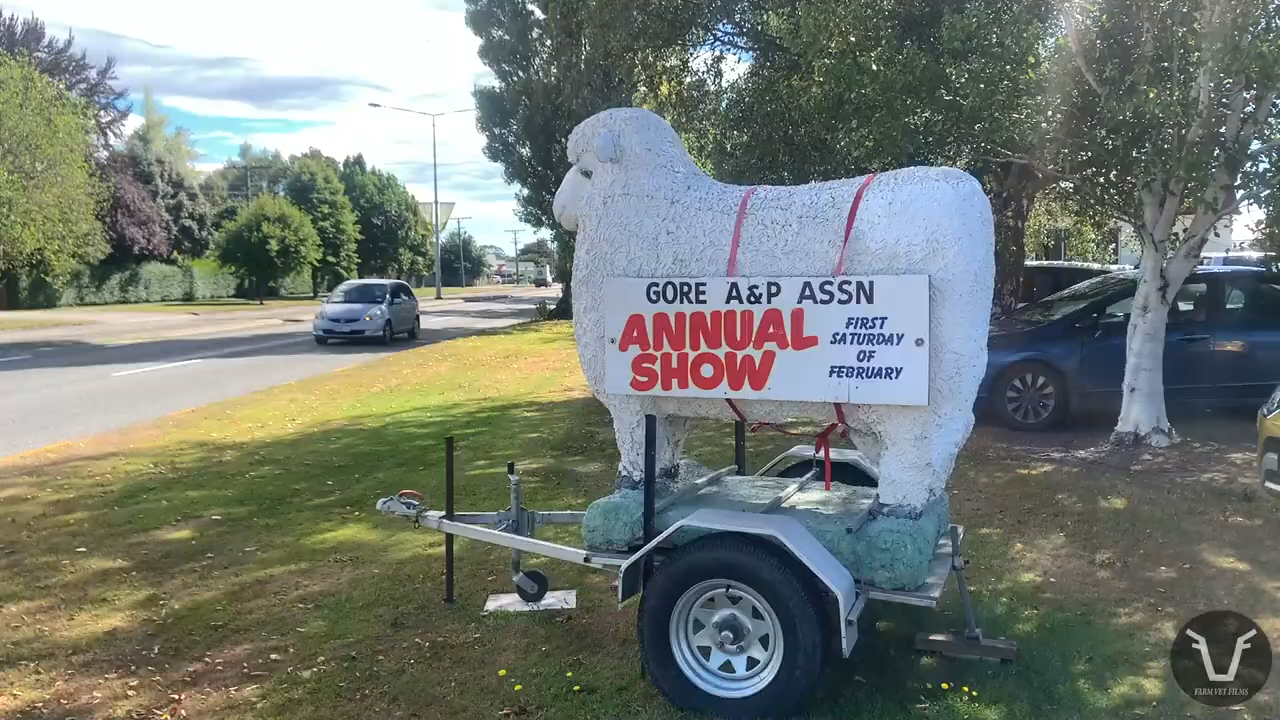 GORE A&P ASSN
ANNUAL
SHOW
FIRST
SATURDAY
OF
FEBRUARY
FARM VET FILMS